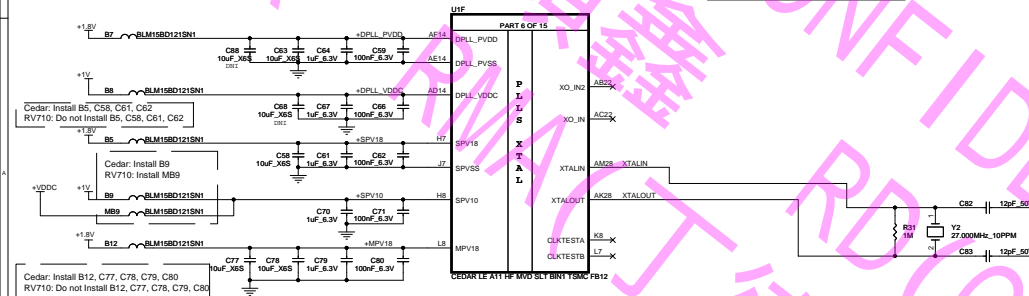 U1F
PART 6 OF 15
+1.8V
B7 BLM15BD121SN1
+DPLL_PVDD AF14 DPLL_PVDD
C88 10uF_X6S DNI
C63 10uF_X6S
C64 1uF_6.3V
C59 100nF_6.3V
AE14 DPLL_PVSS
+1V
B8 BLM15BD121SN1
+DPLL_VDDC AD14 DPLL_VDDC
C68 10uF_X6S DNI
C67 1uF_6.3V
C66 100nF_6.3V
Cedar: Install B5, C58, C61, C62
RV710: Do not Install B5, C58, C61, C62
+1.8V
B5 BLM15BD121SN1
+SPV18 H7 SPV18
C58 10uF_X6S
C61 1uF_6.3V
C62 100nF_6.3V
J7 SPVSS
Cedar: Install B9
RV710: Install MB9
+VDDC
+1V
B9 BLM15BD121SN1
+SPV10 H8 SPV10
MB9 BLM15BD121SN1
C70 1uF_6.3V
C71 100nF_6.3V
+1.8V
B12 BLM15BD121SN1
+MPV18 L8 MPV18
C77 10uF_X6S
C78 10uF_X6S
C79 1uF_6.3V
C80 100nF_6.3V
Cedar: Install B12, C77, C78, C79, C80
RV710: Do not Install B12, C77, C78, C79, C80
PLLS XTAL
XO_IN2 AB22
XO_IN AC22
XTALIN AM28 XTALIN
XTALOUT AK28 XTALOUT
CLKTESTA K8
CLKTESTB L7
CEDAR LE A11 HF MVD SLT BIN1 TSMC FB12
R31 1M
1
Y2 27.000MHz_10PPM
2
C82 12pF_50
C83 12pF_50
A
RMA(
CONFIDE
RD(